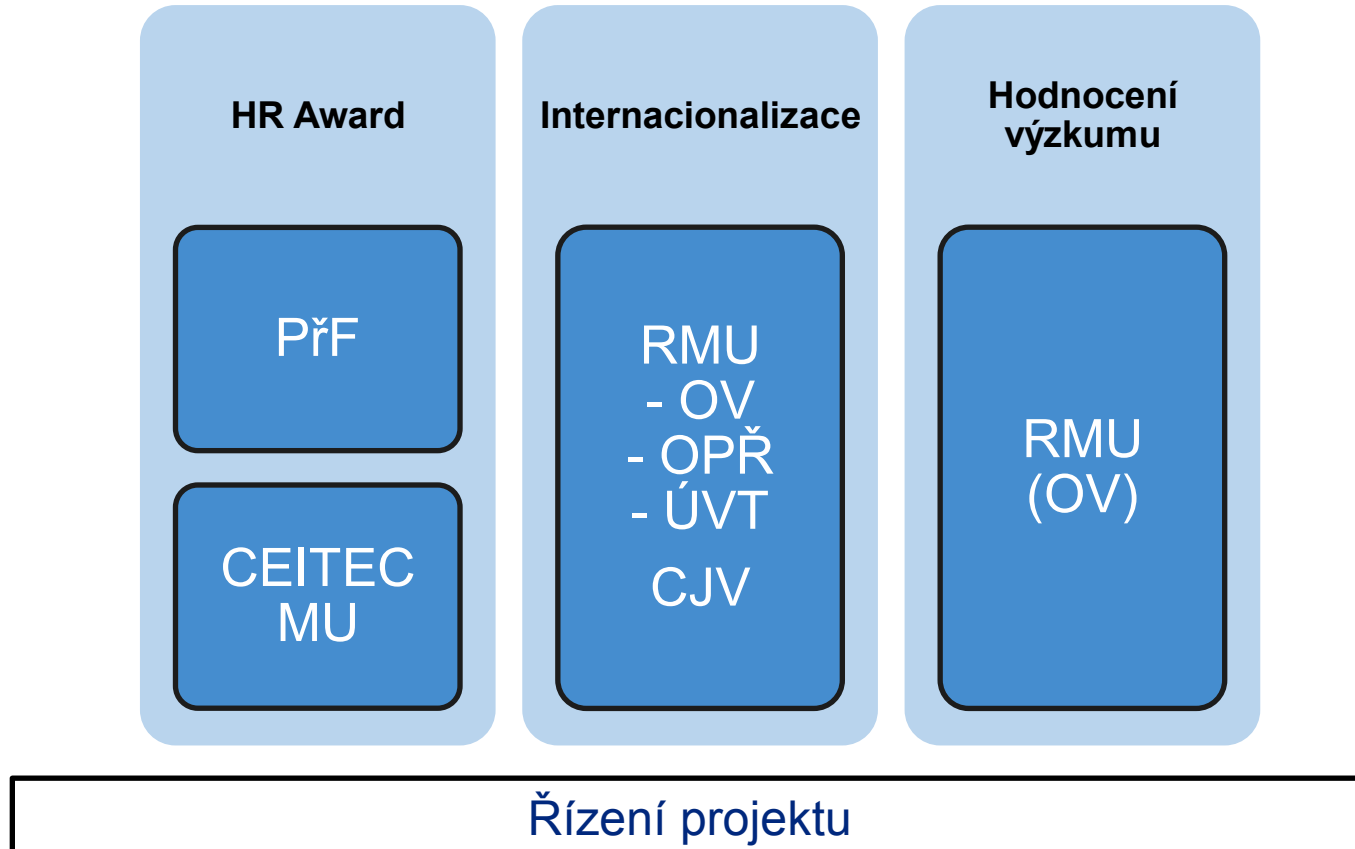 HR Award
PřF
CEITEC
MU
Internacionalizace
RMU
- OV
- OPŘ
- ÚVT
CJV
Hodnocení
výzkumu
RMU
(OV)
Řízení projektu